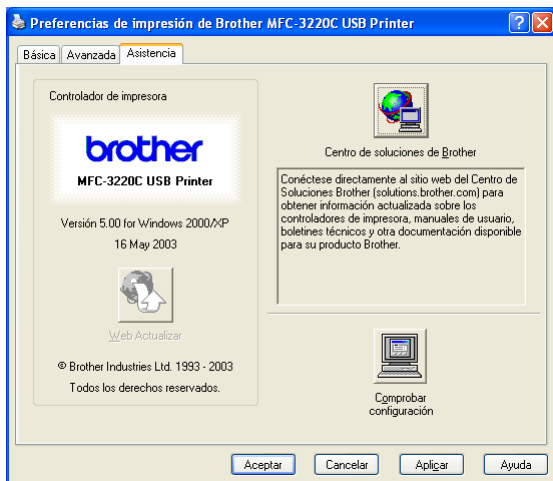 Preferencias de impresión de Brother MFC-3220C USB Printer
Básica
Avanzada
Asistencia
Controlador de impresora
brother
MFC-3220C USB Printer
Versión 5.00 for Windows 2000/XP
16 May 2003
Web Actualizar
© Brother Industries Ltd. 1993 - 2003
Todos los derechos reservados.
Centro de soluciones de Brother
Conéctese directamente al sitio web del Centro de
Soluciones Brother (solutions.brother.com) para
obtener información actualizada sobre los
controladores de impresora, manuales de usuario,
boletines técnicos y otra documentación disponible
para su producto Brother.
Comprobar
configuración
Aceptar
Cancelar
Aplicar
Ayuda